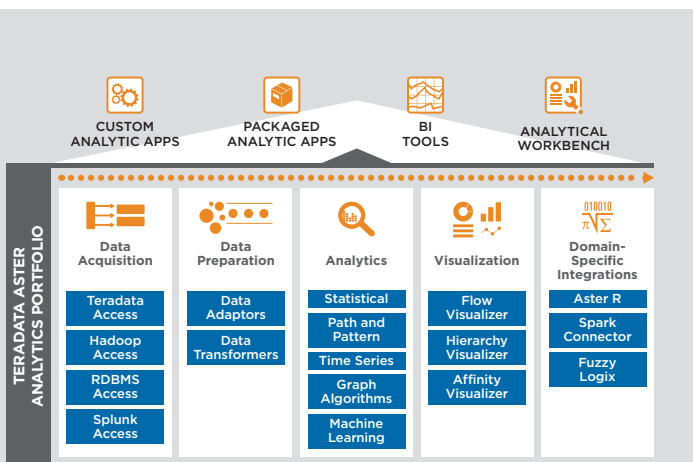 CUSTOM
ANALYTIC APPS
PACKAGED
ANALYTIC APPS
BI
TOOLS
ANALYTICAL
WORKBENCH
TERADATA ASTER
ANALYTICS PORTFOLIO
Data
Acquisition
Teradata
Access
Hadoop
Access
RDBMS
Access
Splunk
Access
Data
Preparation
Data
Adaptors
Data
Transformers
Analytics
Statistical
Path and
Pattern
Time Series
Graph
Algorithms
Machine
Learning
Visualization
Flow
Visualizer
Hierarchy
Visualizer
Affinity
Visualizer
010010
π√Σ
Domain-
Specific
Integrations
Aster R
Spark
Connector
Fuzzy
Logix